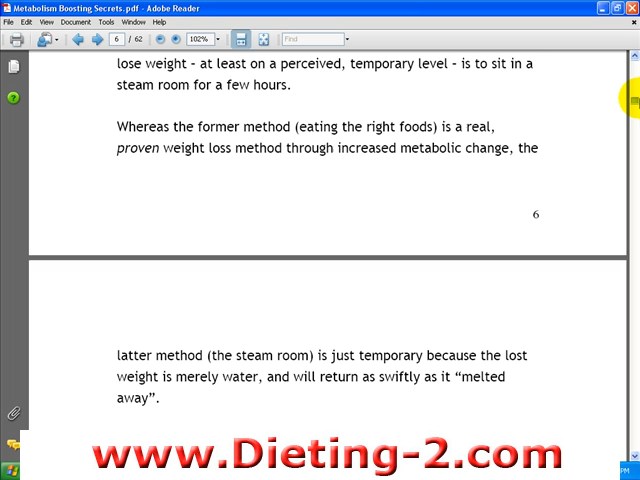 Metabolism Boosting Secrets.pdf - Adobe Reader
File Edit View Document Tools Window Help
6 / 62 102% Find
lose weight – at least on a perceived, temporary level – is to sit in a
steam room for a few hours.
Whereas the former method (eating the right foods) is a real,
proven weight loss method through increased metabolic change, the
6
latter method (the steam room) is just temporary because the lost
weight is merely water, and will return as swiftly as it “melted
away”.
www.Dieting-2.com
PM